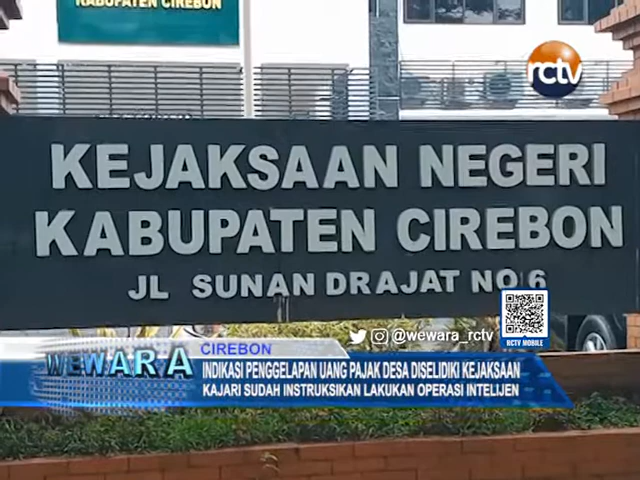 KABUPATEN CIREBON
rctv
KEJAKSAAN NEGERI
KABUPATEN CIREBON
JL SUNAN DRAJAT NO 6
@wewara_rctv
RCTV MOBILE
WEWARA
CIREBON
INDIKASI PENGGELAPAN UANG PAJAK DESA DISELIDIKI KEJAKSAAN
KAJARI SUDAH INSTRUKSIKAN LAKUKAN OPERASI INTELIJEN